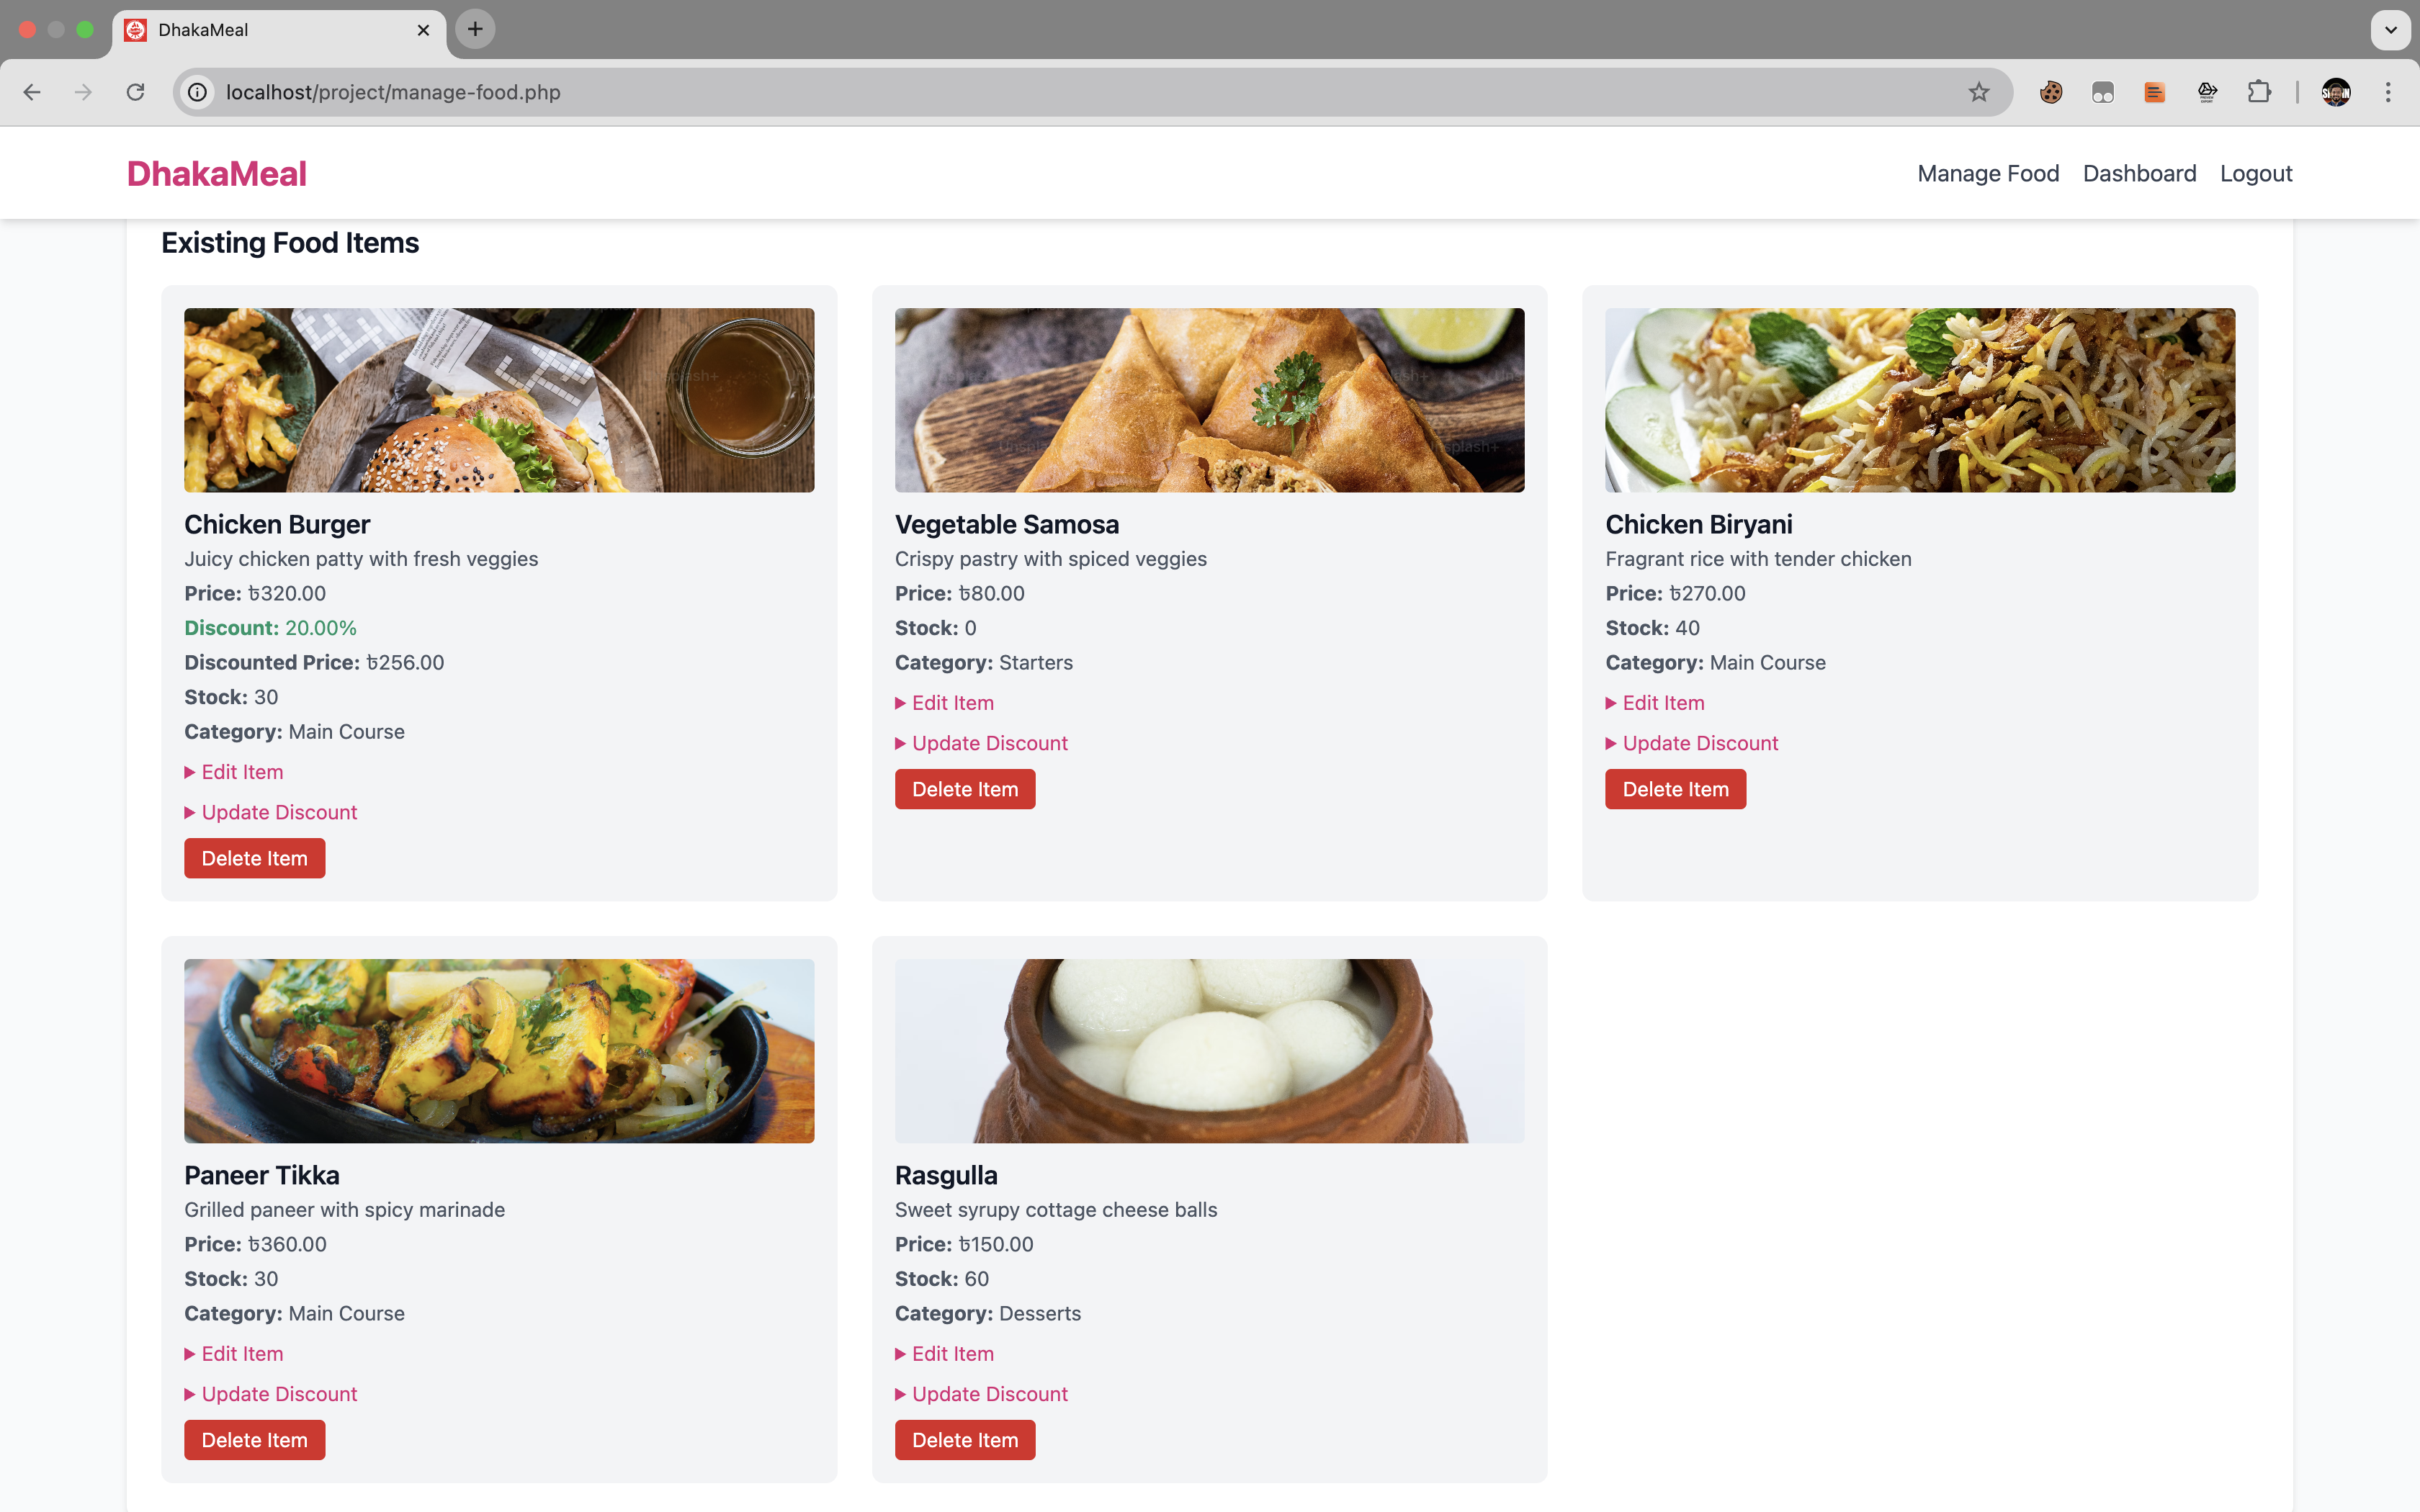 DhakaMeal
localhost/project/manage-food.php
DhakaMeal
Manage Food Dashboard Logout
Existing Food Items
Chicken Burger
Juicy chicken patty with fresh veggies
Price: ৳320.00
Discount: 20.00%
Discounted Price: ৳256.00
Stock: 30
Category: Main Course
Edit Item
Update Discount
Delete Item
Vegetable Samosa
Crispy pastry with spiced veggies
Price: ৳80.00
Stock: 0
Category: Starters
Edit Item
Update Discount
Delete Item
Chicken Biryani
Fragrant rice with tender chicken
Price: ৳270.00
Stock: 40
Category: Main Course
Edit Item
Update Discount
Delete Item
Paneer Tikka
Grilled paneer with spicy marinade
Price: ৳360.00
Stock: 30
Category: Main Course
Edit Item
Update Discount
Delete Item
Rasgulla
Sweet syrupy cottage cheese balls
Price: ৳150.00
Stock: 60
Category: Desserts
Edit Item
Update Discount
Delete Item